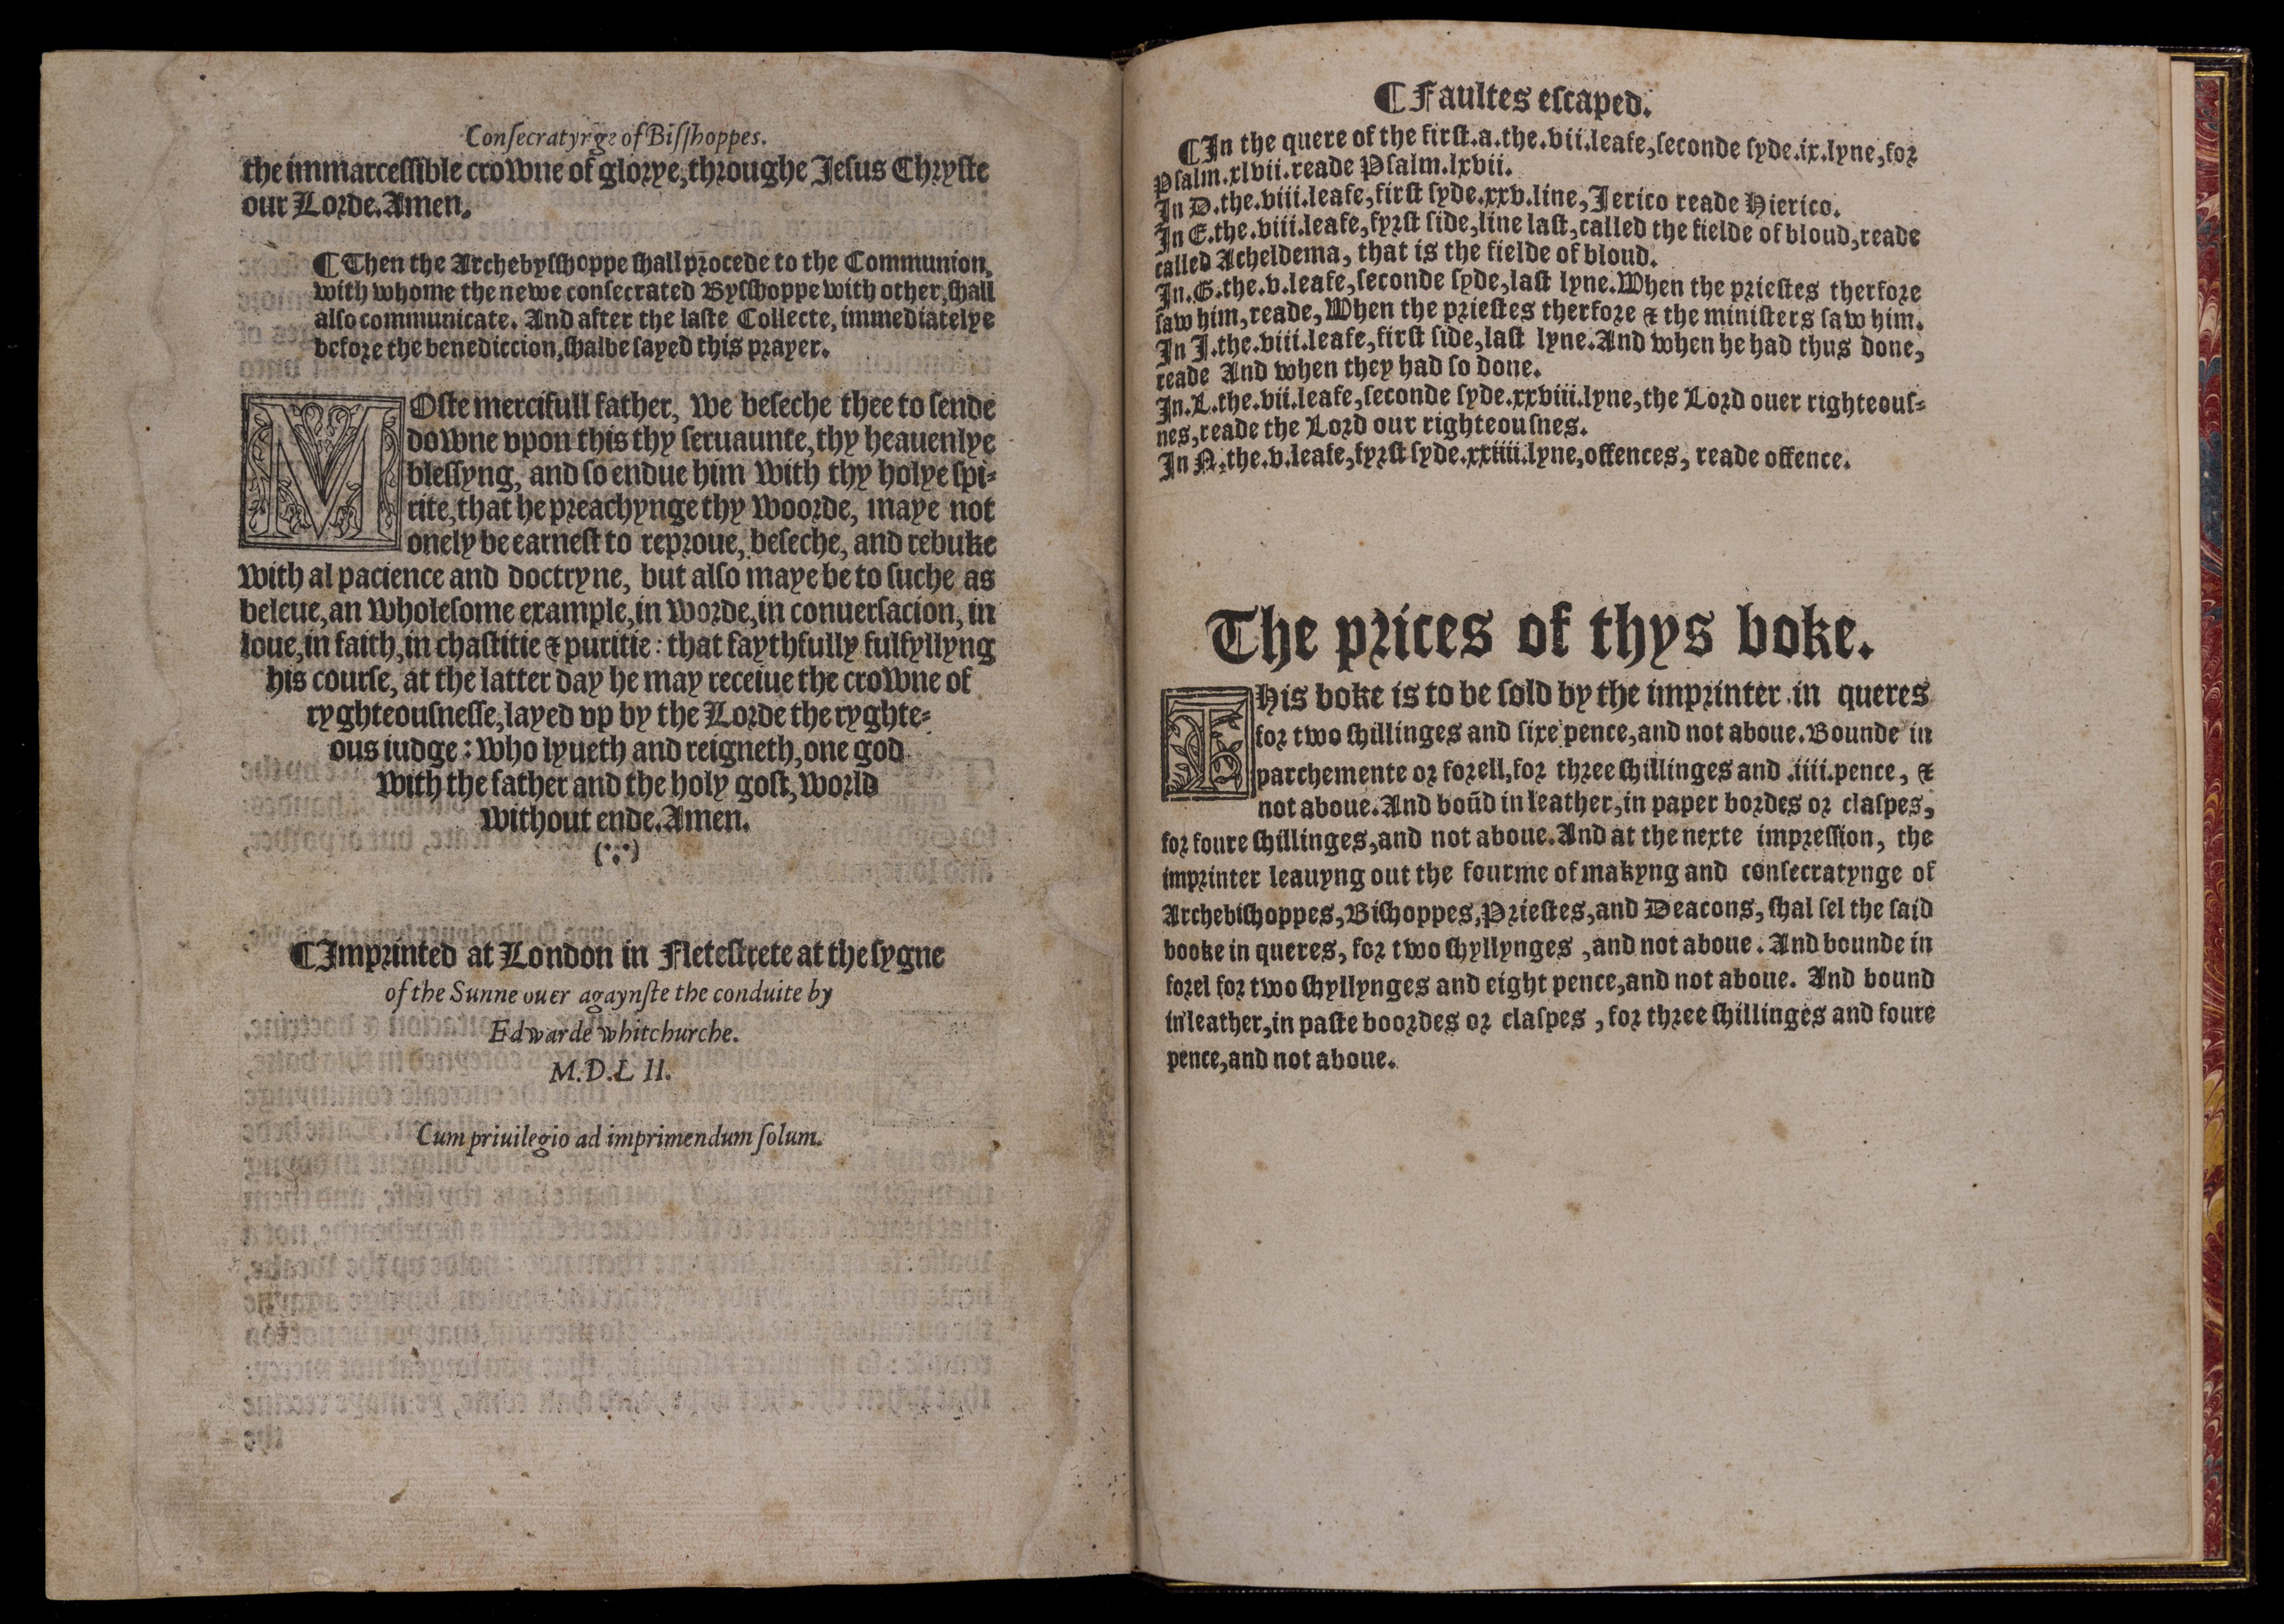 Conſecratyrge of Biſſhoppes.
the immarceſſible crowne of glorye, throughe Jeſus Chryſte
our Lorde. Amen.
¶ Then the Archebyſſhoppe ſhall procede to the Communion,
with whome the newe conſecrated Byſſhoppe with other, ſhall
alſo communicate. And after the laſte Collecte, immediatelye
before the benediccion, ſhalbe ſayed this prayer.
MOſte mercifull father, we beſeche thee to ſende
downe vpon this thy ſeruaunte, thy heauenlye
bleſſyng, and ſo endue him with thy holye ſpi-
rite, that he preachynge thy woorde, maye not
onely be earneſt to reproue, beſeche, and rebuke
with al pacience and doctryne, but alſo maye be to ſuche as
beleue, an wholeſome example, in worde, in conuerſacion, in
loue, in faith, in chaſtitie & puritie: that faythfully fulfyllyng
his courſe, at the latter day he may receiue the crowne of
ryghteouſneſſe, layed vp by the Lorde the ryghte-
ous iudge: who lyueth and reigneth, one god
with the father and the holy goſt, world
without ende. Amen.
¶ Imprinted at London in Fleteſtrete at the ſygne
of the Sunne ouer agaynſte the conduite by
Edwarde whitchurche.
M.D.L II.
Cum priuilegio ad imprimendum ſolum.
¶ Faultes eſcaped.
¶ In the quere of the firſt.a.the.vii.leafe, ſeconde ſyde.ix.lyne, for
Pſalm.xlvii.reade Pſalm.lxvii.
In D.the.viii.leafe, firſt ſyde.xxv.line, Jerico reade Hierico.
In E.the.viii.leafe, fyrſt ſide, line laſt, called the fielde of bloud, reade
called Acheldema, that is the fielde of bloud.
In.G.the.v.leafe, ſeconde ſyde, laſt lyne. When the prieſtes therfore
ſaw him, reade, When the prieſtes therfore & the miniſters ſaw him.
In J.the.viii.leafe, firſt ſide, laſt lyne. And when he had thus done,
reade And when they had ſo done.
In.L.the.vii.leafe, ſeconde ſyde.xxviii.lyne, the Lord ouer righteouſ-
nes, reade the Lord our righteouſnes.
In N.the.v.leafe, fyrſt ſyde.xxiiii.lyne, offences, reade offence.
The prices of thys boke.
THis boke is to be ſold by the imprinter in queres
for two ſhillinges and ſixe pence, and not aboue. Bounde in
parchemente or forell, for three ſhillinges and .iiii. pence, &
not aboue. And boūd in leather, in paper bordes or claſpes,
for foure ſhillinges, and not aboue. And at the nexte impreſſion, the
imprinter leauyng out the fourme of makyng and conſecratynge of
Archebiſhoppes, Biſhoppes, Prieſtes, and Deacons, ſhal ſel the ſaid
booke in queres, for two ſhyllynges, and not aboue. And bounde in
forel for two ſhyllynges and eight pence, and not aboue. And bound
in leather, in paſte boordes or claſpes, for three ſhillinges and foure
pence, and not aboue.